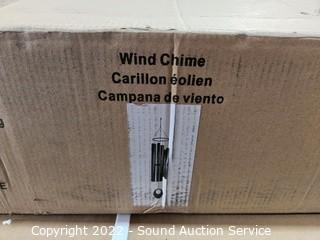 Wind Chime
Carillon éolien
Campana de viento
Copyright 2022 - Sound Auction Service